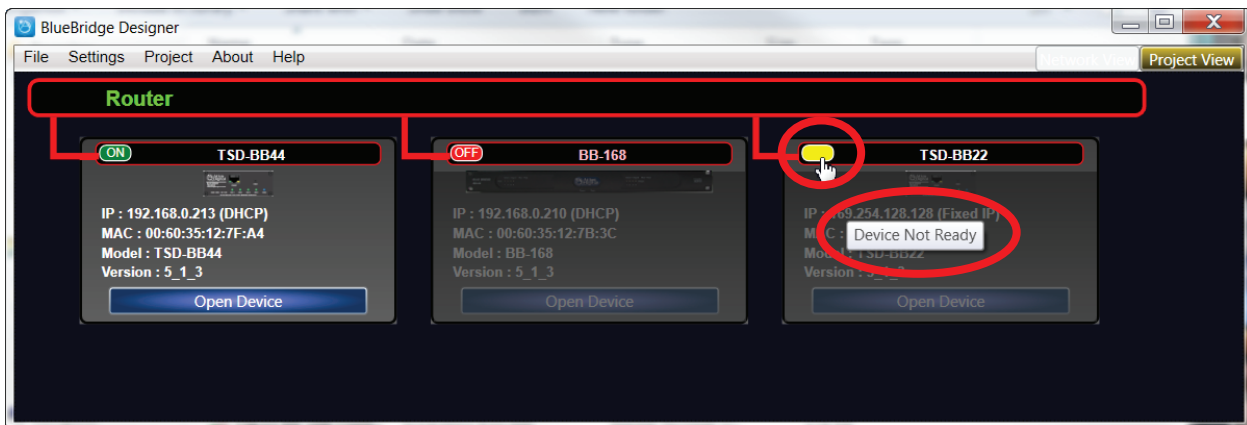 BlueBridge Designer
File Settings Project About Help
Network View Project View
Router
ON TSD-BB44
IP : 192.168.0.213 (DHCP)
MAC : 00:60:35:12:7F:A4
Model : TSD-BB44
Version : 5_1_3
Open Device
OFF BB-168
IP : 192.168.0.210 (DHCP)
MAC : 00:60:35:12:7B:3C
Model : BB-168
Version : 5_1_3
Open Device
TSD-BB22
IP : 169.254.128.128 (Fixed IP)
Device Not Ready
Model : TSD-BB22
Version : 5_1_3
Open Device